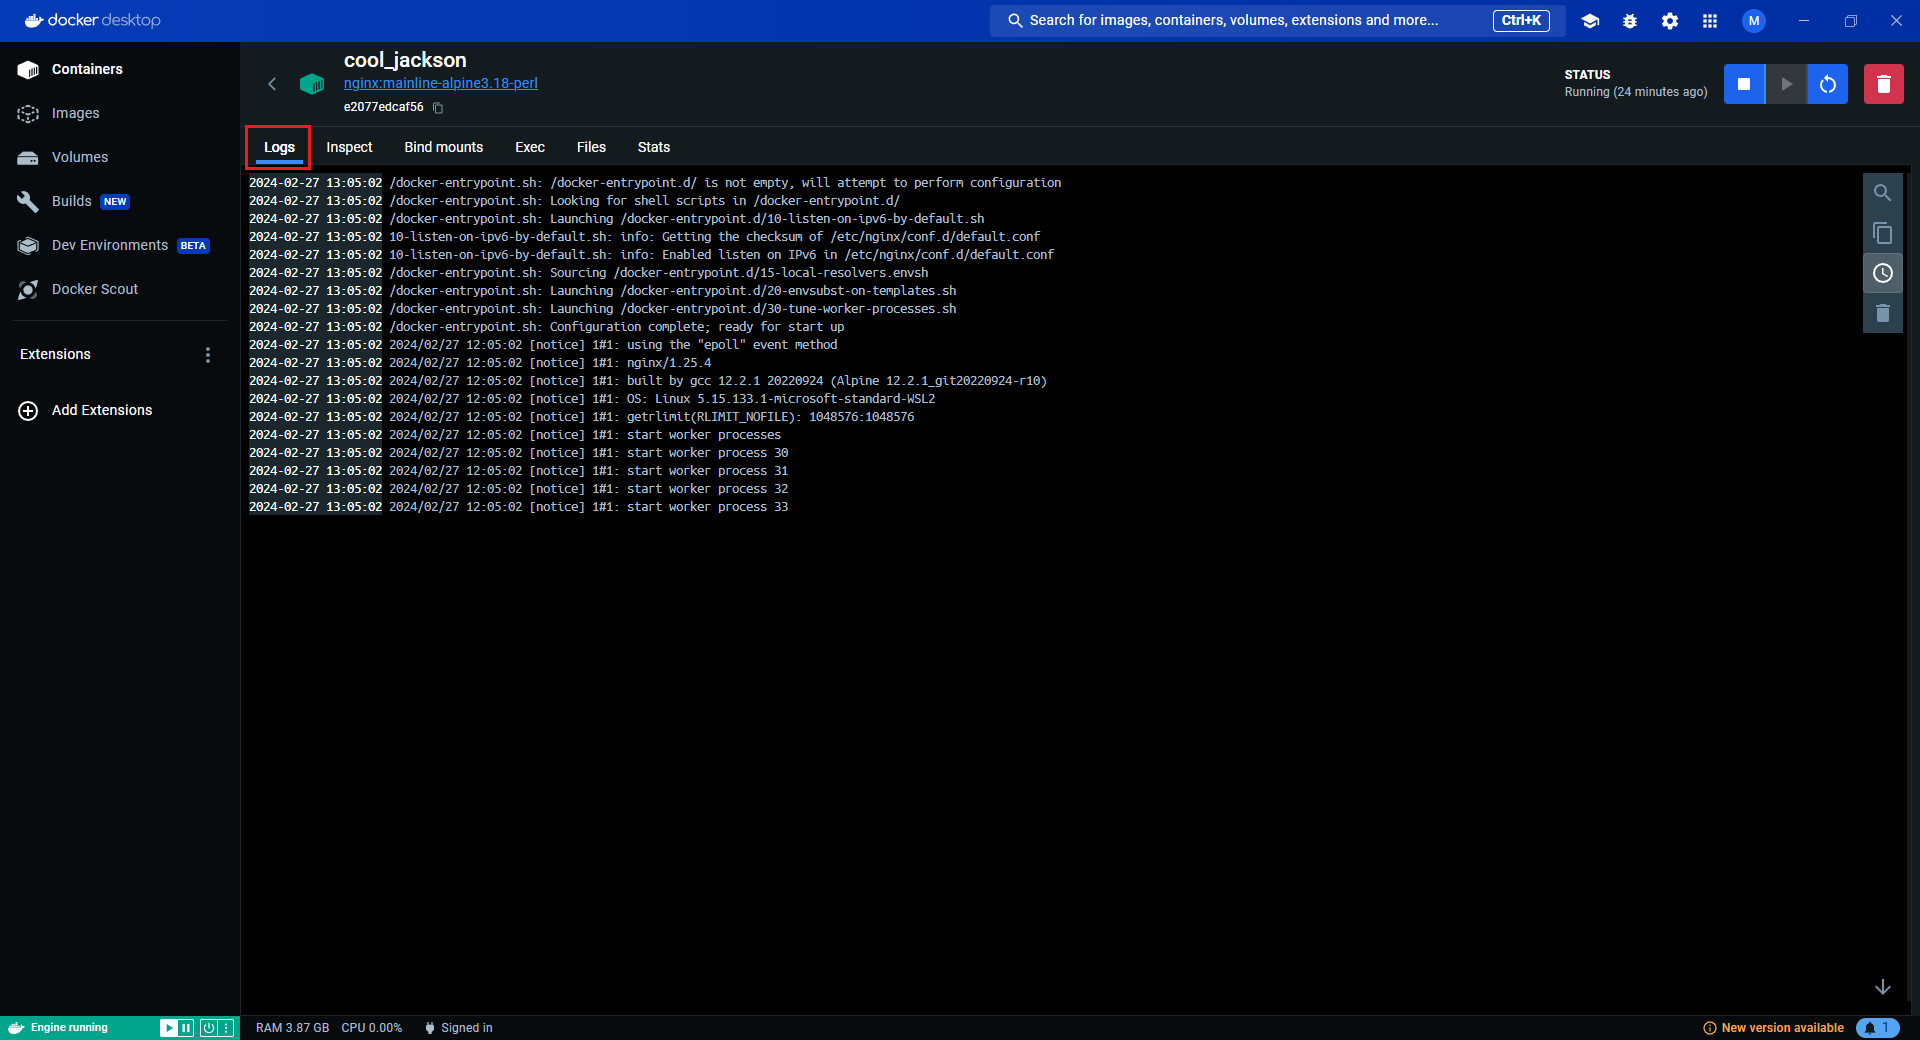 docker desktop
Search for images, containers, volumes, extensions and more...
Ctrl+K
M
Containers
Images
Volumes
Builds NEW
Dev Environments BETA
Docker Scout
Extensions
Add Extensions
cool_jackson
nginx:mainline-alpine3.18-perl
e2077edcaf56
STATUS
Running (24 minutes ago)
Logs Inspect Bind mounts Exec Files Stats
2024-02-27 13:05:02 /docker-entrypoint.sh: /docker-entrypoint.d/ is not empty, will attempt to perform configuration
2024-02-27 13:05:02 /docker-entrypoint.sh: Looking for shell scripts in /docker-entrypoint.d/
2024-02-27 13:05:02 /docker-entrypoint.sh: Launching /docker-entrypoint.d/10-listen-on-ipv6-by-default.sh
2024-02-27 13:05:02 10-listen-on-ipv6-by-default.sh: info: Getting the checksum of /etc/nginx/conf.d/default.conf
2024-02-27 13:05:02 10-listen-on-ipv6-by-default.sh: info: Enabled listen on IPv6 in /etc/nginx/conf.d/default.conf
2024-02-27 13:05:02 /docker-entrypoint.sh: Sourcing /docker-entrypoint.d/15-local-resolvers.envsh
2024-02-27 13:05:02 /docker-entrypoint.sh: Launching /docker-entrypoint.d/20-envsubst-on-templates.sh
2024-02-27 13:05:02 /docker-entrypoint.sh: Launching /docker-entrypoint.d/30-tune-worker-processes.sh
2024-02-27 13:05:02 /docker-entrypoint.sh: Configuration complete; ready for start up
2024-02-27 13:05:02 2024/02/27 12:05:02 [notice] 1#1: using the "epoll" event method
2024-02-27 13:05:02 2024/02/27 12:05:02 [notice] 1#1: nginx/1.25.4
2024-02-27 13:05:02 2024/02/27 12:05:02 [notice] 1#1: built by gcc 12.2.1 20220924 (Alpine 12.2.1_git20220924-r10)
2024-02-27 13:05:02 2024/02/27 12:05:02 [notice] 1#1: OS: Linux 5.15.133.1-microsoft-standard-WSL2
2024-02-27 13:05:02 2024/02/27 12:05:02 [notice] 1#1: getrlimit(RLIMIT_NOFILE): 1048576:1048576
2024-02-27 13:05:02 2024/02/27 12:05:02 [notice] 1#1: start worker processes
2024-02-27 13:05:02 2024/02/27 12:05:02 [notice] 1#1: start worker process 30
2024-02-27 13:05:02 2024/02/27 12:05:02 [notice] 1#1: start worker process 31
2024-02-27 13:05:02 2024/02/27 12:05:02 [notice] 1#1: start worker process 32
2024-02-27 13:05:02 2024/02/27 12:05:02 [notice] 1#1: start worker process 33
Engine running
RAM 3.87 GB CPU 0.00% Signed in
New version available
1